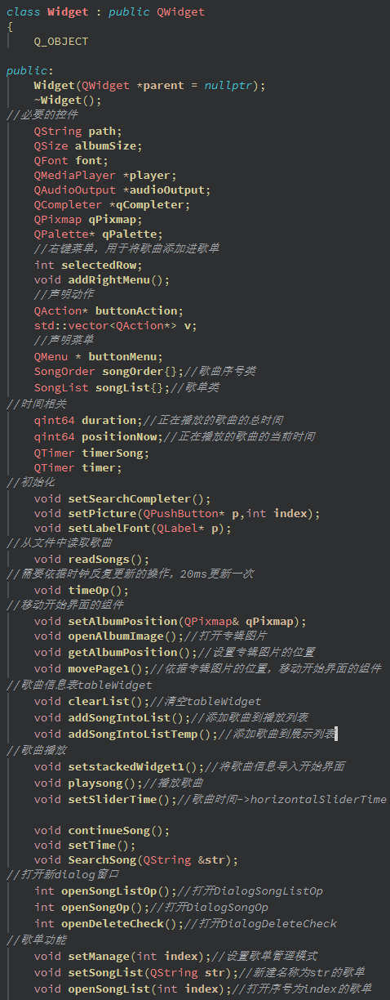 class Widget : public QWidget
{
    Q_OBJECT

public:
    Widget(QWidget *parent = nullptr);
    ~Widget();
//必要的控件
    QString path;
    QSize albumSize;
    QFont font;
    QMediaPlayer *player;
    QAudioOutput *audioOutput;
    QCompleter *qCompleter;
    QPixmap qPixmap;
    QPalette* qPalette;
    //右键菜单，用于将歌曲添加进歌单
    int selectedRow;
    void addRightMenu();
    //声明动作
    QAction* buttonAction;
    std::vector<QAction*> v;
    //声明菜单
    QMenu * buttonMenu;
    SongOrder songOrder{};//歌曲序号类
    SongList songList{};//歌单类
//时间相关
    qint64 duration;//正在播放的歌曲的总时间
    qint64 positionNow;//正在播放的歌曲的当前时间
    QTimer timerSong;
    QTimer timer;
//初始化
    void setSearchCompleter();
    void setPicture(QPushButton* p,int index);
    void setLabelFont(QLabel* p);
//从文件中读取歌曲
    void readSongs();
//需要依据时钟反复更新的操作，20ms更新一次
    void timeOp();
//移动开始界面的组件
    void setAlbumPosition(QPixmap& qPixmap);
    void openAlbumImage();//打开专辑图片
    void getAlbumPosition();//设置专辑图片的位置
    void movePage1();//依据专辑图片的位置，移动开始界面的组件
//歌曲信息表tableWidget
    void clearList();//清空tableWidget
    void addSongIntoList();//添加歌曲到播放列表
    void addSongIntoListTemp();//添加歌曲到展示列表
//歌曲播放
    void setstackedWidget1();//将歌曲信息导入开始界面
    void playsong();//播放歌曲
    void setSliderTime();//歌曲时间->horizontalSliderTime

    void continueSong();
    void setTime();
    void SearchSong(QString &str);
//打开新dialog窗口
    int openSongListOp();//打开DialogSongListOp
    int openSongOp();//打开DialogSongOp
    int openDeleteCheck();//打开DialogDeleteCheck
//歌单功能
    void setManage(int index);//设置歌单管理模式
    void setSongList(QString str);//新建名称为str的歌单
    void openSongList(int index);//打开序号为index的歌单